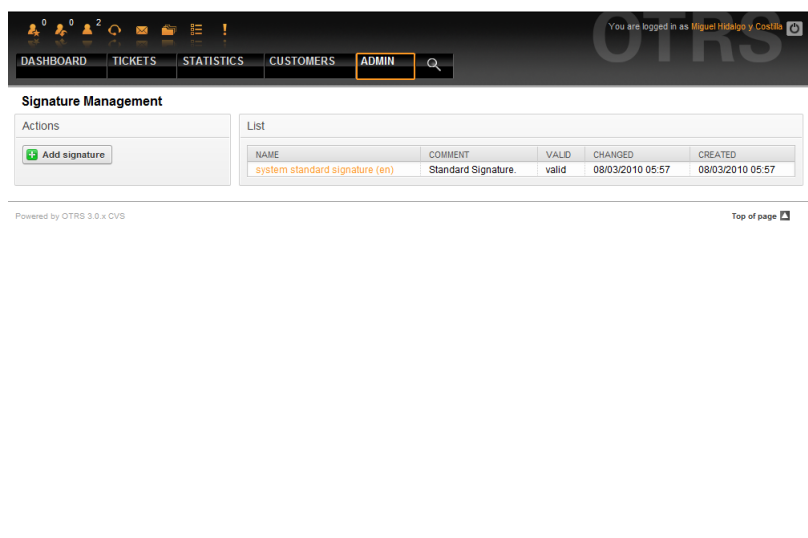 OTRS
0 0 2
You are logged in as Miguel Hidalgo y Costilla
DASHBOARD TICKETS STATISTICS CUSTOMERS ADMIN
Signature Management
Actions
Add signature
List
NAME COMMENT VALID CHANGED CREATED
system standard signature (en) Standard Signature. valid 08/03/2010 05:57 08/03/2010 05:57
Powered by OTRS 3.0.x CVS
Top of page